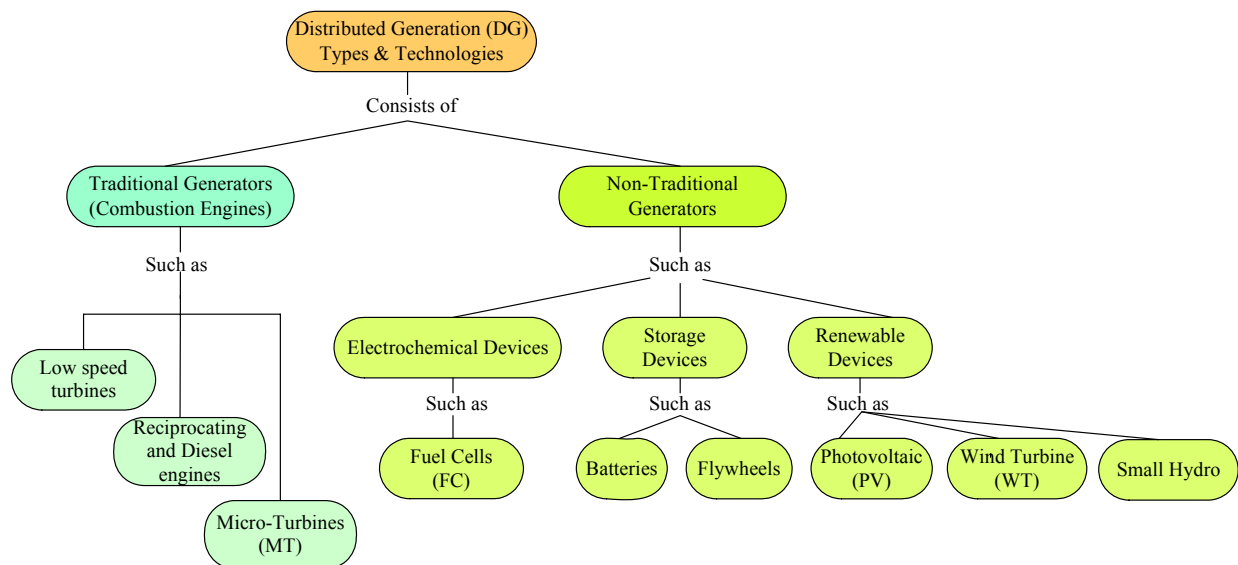 Distributed Generation (DG)
Types & Technologies
Consists of
Traditional Generators
(Combustion Engines)
Non-Traditional
Generators
Such as
Such as
Low speed
turbines
Reciprocating
and Diesel
engines
Micro-Turbines
(MT)
Electrochemical Devices
Storage
Devices
Renewable
Devices
Such as
Such as
Such as
Fuel Cells
(FC)
Batteries
Flywheels
Photovoltaic
(PV)
Wind Turbine
(WT)
Small Hydro